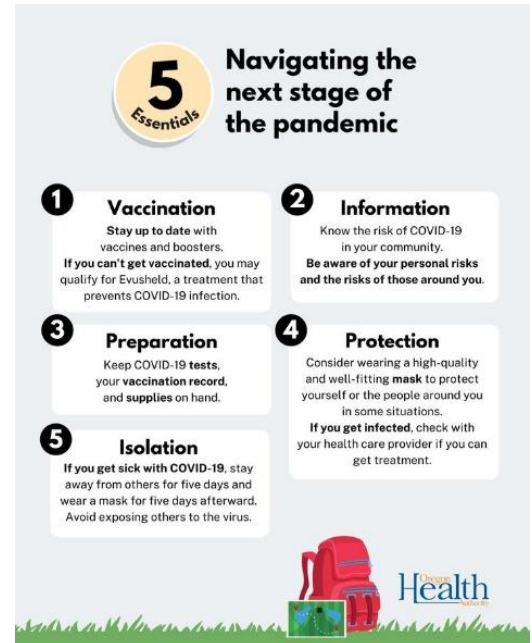 5
Essentials
Navigating the
next stage of
the pandemic
1
Vaccination
Stay up to date with
vaccines and boosters.
If you can't get vaccinated, you may
qualify for Evusheld, a treatment that
prevents COVID-19 infection.
2
Information
Know the risk of COVID-19
in your community.
Be aware of your personal risks
and the risks of those around you.
3
Preparation
Keep COVID-19 tests,
your vaccination record,
and supplies on hand.
4
Protection
Consider wearing a high-quality
and well-fitting mask to protect
yourself or the people around you
in some situations.
If you get infected, check with
your health care provider if you can
get treatment.
5
Isolation
If you get sick with COVID-19, stay
away from others for five days and
wear a mask for five days afterward.
Avoid exposing others to the virus.
Oregon
Health
Authority